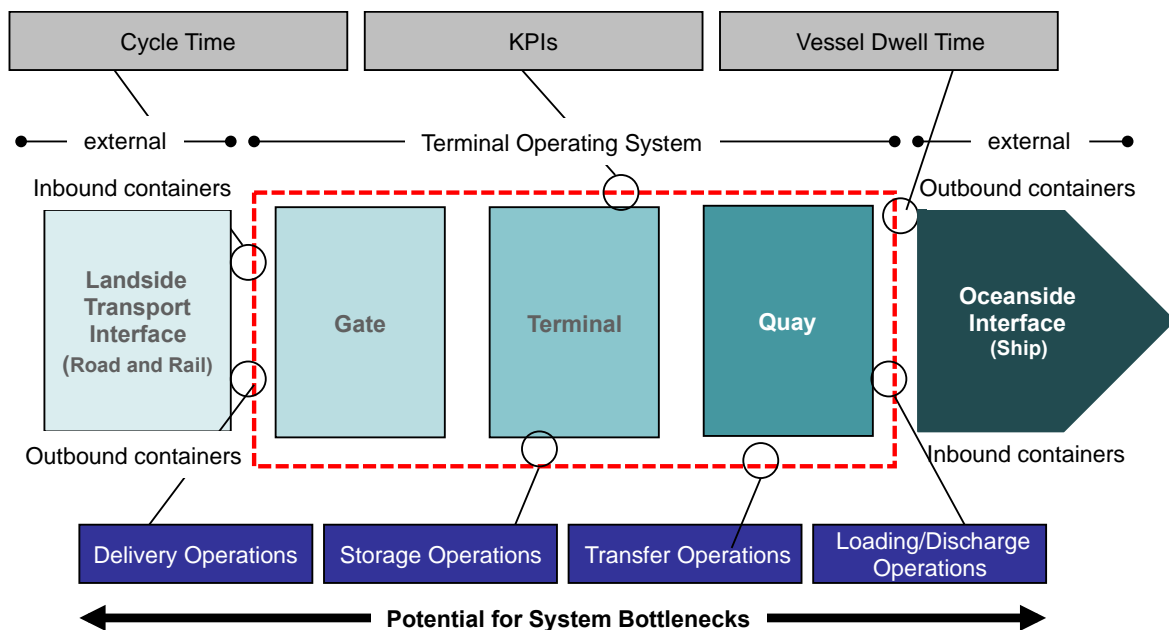 Cycle Time
KPIs
Vessel Dwell Time
external
Terminal Operating System
external
Inbound containers
Outbound containers
Landside
Transport
Interface
(Road and Rail)
Gate
Terminal
Quay
Oceanside
Interface
(Ship)
Outbound containers
Inbound containers
Delivery Operations
Storage Operations
Transfer Operations
Loading/Discharge
Operations
Potential for System Bottlenecks